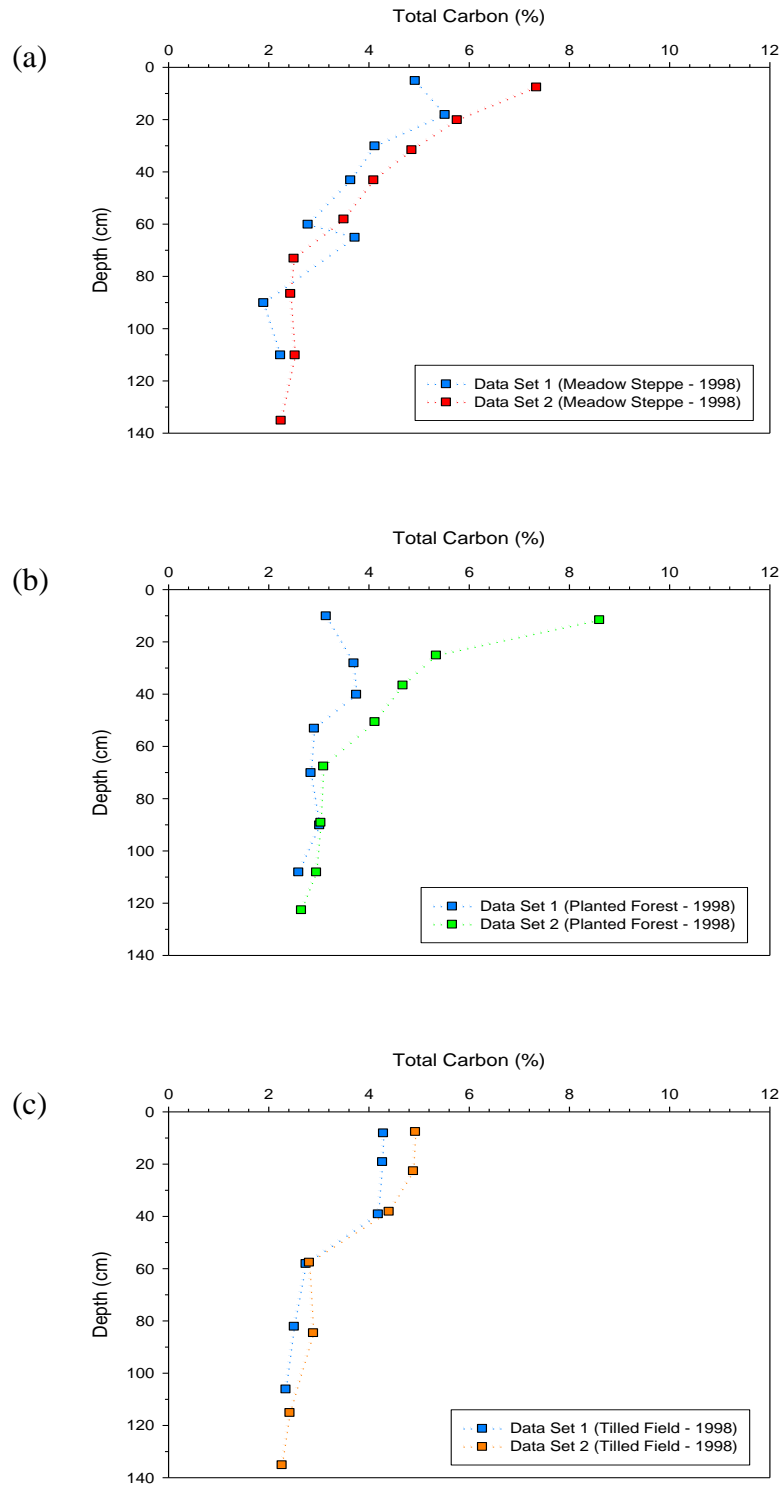 Total Carbon (%)
0 2 4 6 8 10 12
(a)
0
20
40
60
80
100
120
140
Depth (cm)
Data Set 1 (Meadow Steppe - 1998)
Data Set 2 (Meadow Steppe - 1998)
Total Carbon (%)
0 2 4 6 8 10 12
(b)
0
20
40
60
80
100
120
140
Depth (cm)
Data Set 1 (Planted Forest - 1998)
Data Set 2 (Planted Forest - 1998)
Total Carbon (%)
0 2 4 6 8 10 12
(c)
0
20
40
60
80
100
120
140
Depth (cm)
Data Set 1 (Tilled Field - 1998)
Data Set 2 (Tilled Field - 1998)